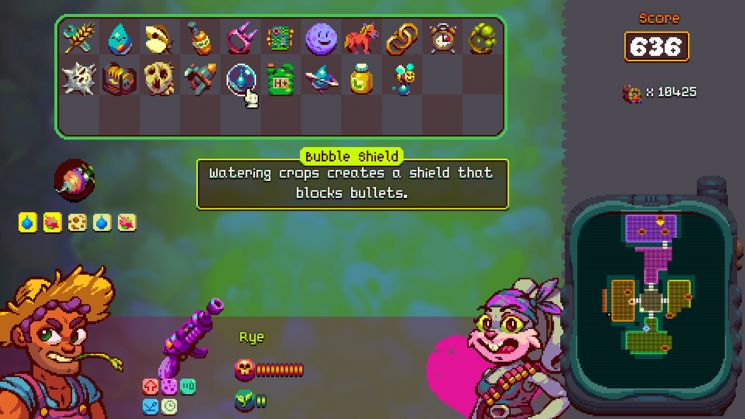 Score
636
x 10425
Bubble Shield
Watering crops creates a shield that
blocks bullets.
Rye